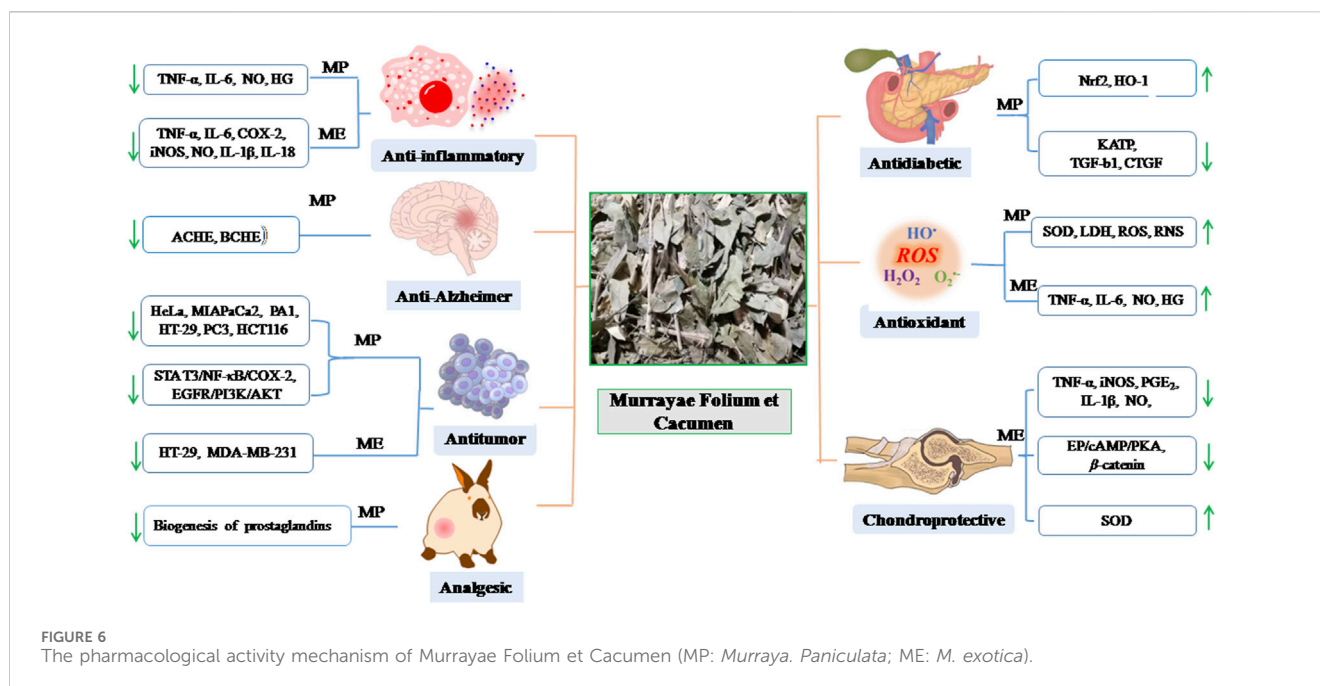 TNF-α, IL-6, NO, HG
MP
TNF-α, IL-6, COX-2,
iNOS, NO, IL-1β, IL-18
ME
Anti-inflammatory
ACHE, BCHE
MP
Anti-Alzheimer
HeLa, MIAPaCa2, PA1,
HT-29, PC3, HCT116
MP
STAT3/NF-κB/COX-2,
EGFR/PI3K/AKT
HT-29, MDA-MB-231
ME
Antitumor
Biogenesis of prostaglandins
MP
Analgesic
Murrayae Folium et
Cacumen
Antidiabetic
MP
Nrf2, HO-1
KATP,
TGF-b1, CTGF
HO•
ROS
H₂O₂ O₂•−
Antioxidant
MP
SOD, LDH, ROS, RNS
ME
TNF-α, IL-6, NO, HG
Chondroprotective
ME
TNF-α, iNOS, PGE₂,
IL-1β, NO,
EP/cAMP/PKA,
β-catenin
SOD
FIGURE 6
The pharmacological activity mechanism of Murrayae Folium et Cacumen (MP: Murraya. Paniculata; ME: M. exotica).